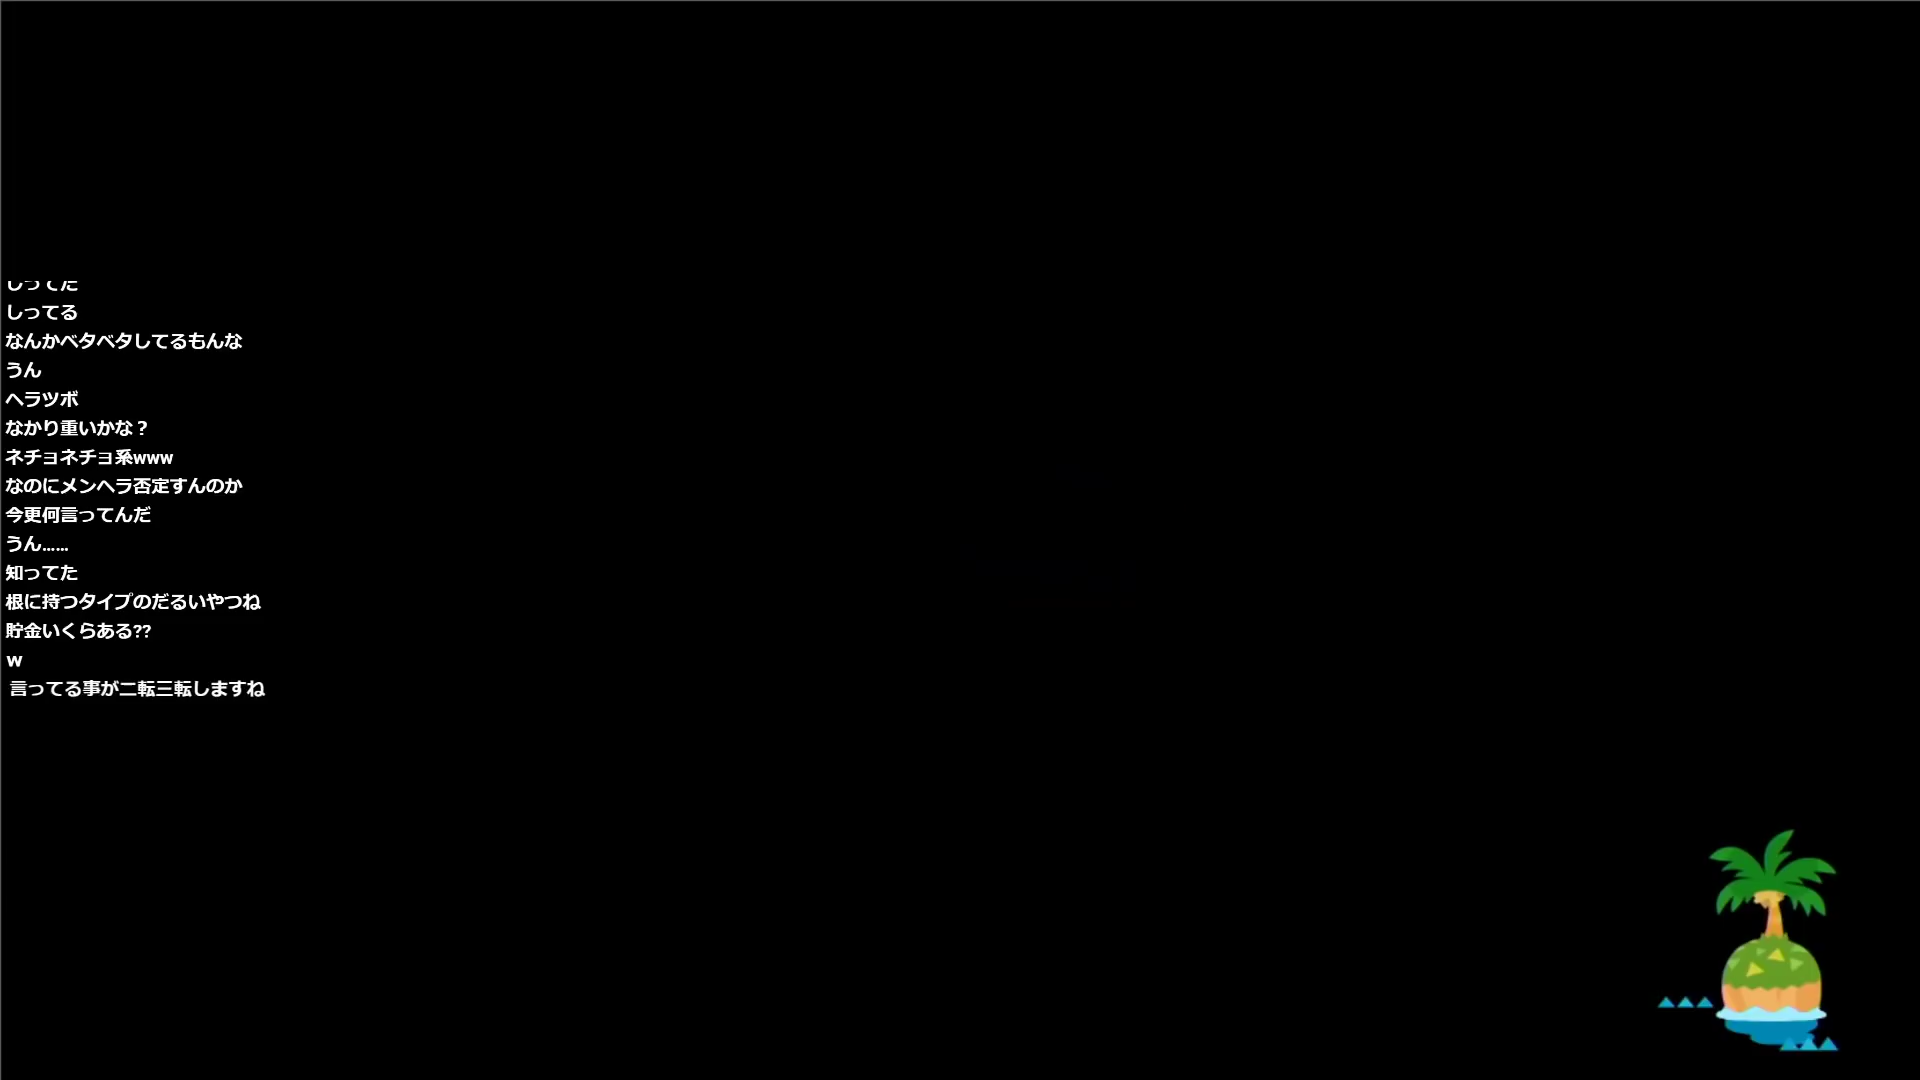 しってた
しってる
なんかベタベタしてるもんな
うん
ヘラツボ
なかり重いかな？
ネチョネチョ系www
なのにメンヘラ否定すんのか
今更何言ってんだ
うん……
知ってた
根に持つタイプのだるいやつね
貯金いくらある??
w
言ってる事が二転三転しますね